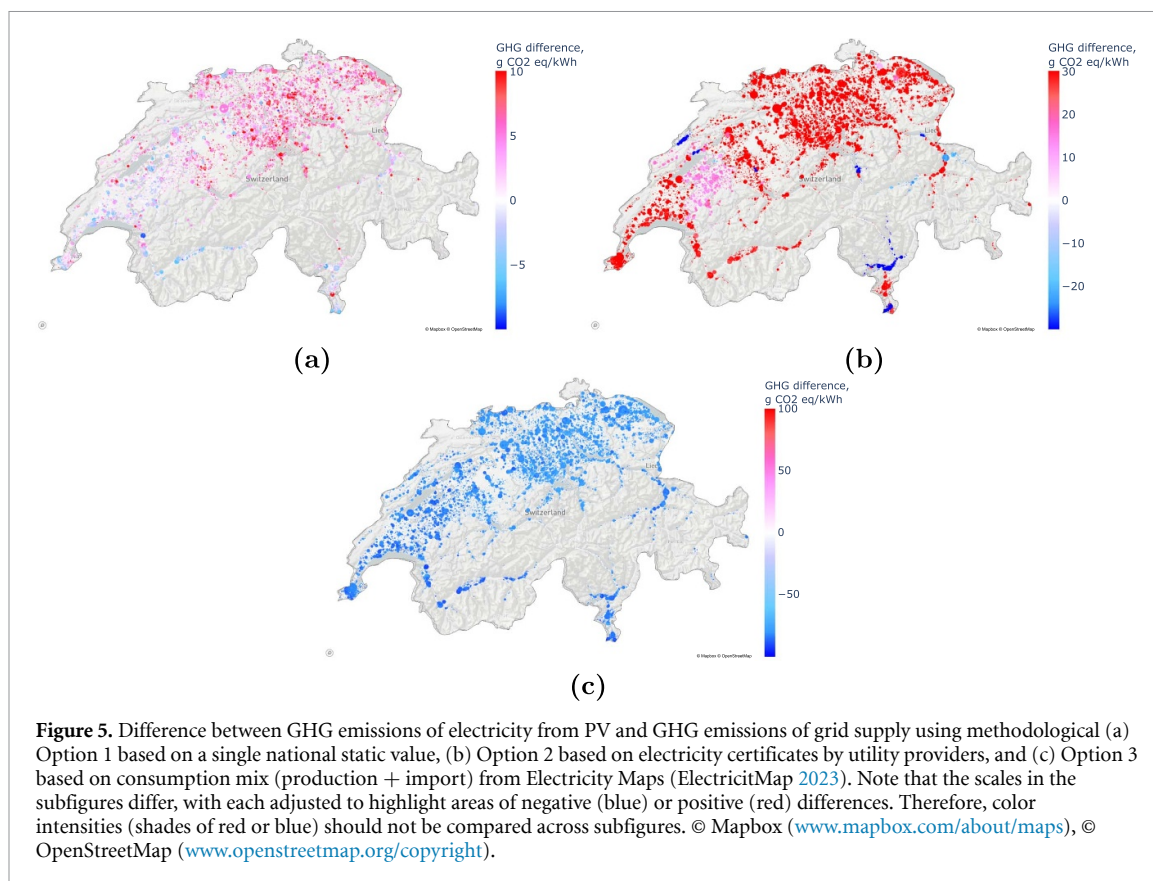 GHG difference,
g CO2 eq/kWh
10
5
0
−5
Lien
Switzerland
© Mapbox © OpenStreetMap
(a)
GHG difference,
g CO2 eq/kWh
30
20
10
0
−10
−20
Lien
Switzerland
© Mapbox © OpenStreetMap
(b)
GHG difference,
g CO2 eq/kWh
100
50
0
−50
Switzerland
© Mapbox © OpenStreetMap
(c)
Figure 5. Difference between GHG emissions of electricity from PV and GHG emissions of grid supply using methodological (a)
Option 1 based on a single national static value, (b) Option 2 based on electricity certificates by utility providers, and (c) Option 3
based on consumption mix (production + import) from Electricity Maps (ElectricitMap 2023). Note that the scales in the
subfigures differ, with each adjusted to highlight areas of negative (blue) or positive (red) differences. Therefore, color
intensities (shades of red or blue) should not be compared across subfigures. © Mapbox (www.mapbox.com/about/maps), ©
OpenStreetMap (www.openstreetmap.org/copyright).